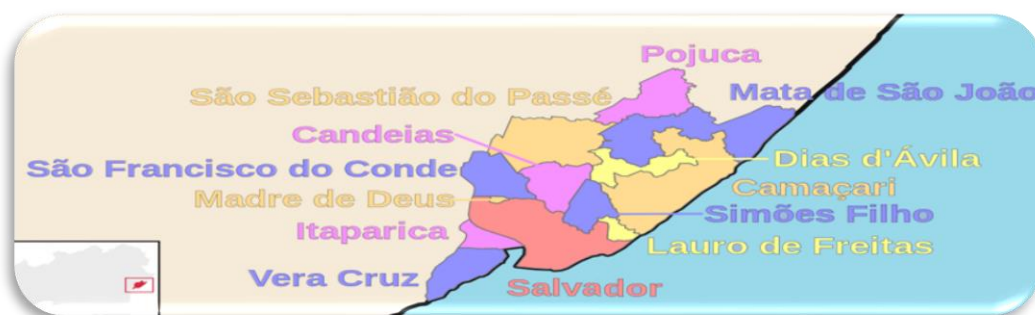 Pojuca
Mata de São João
São Sebastião do Passé
Candeias
Dias d'Ávila
São Francisco do Conde
Camaçari
Madre de Deus
Simões Filho
Itaparica
Lauro de Freitas
Vera Cruz
Salvador